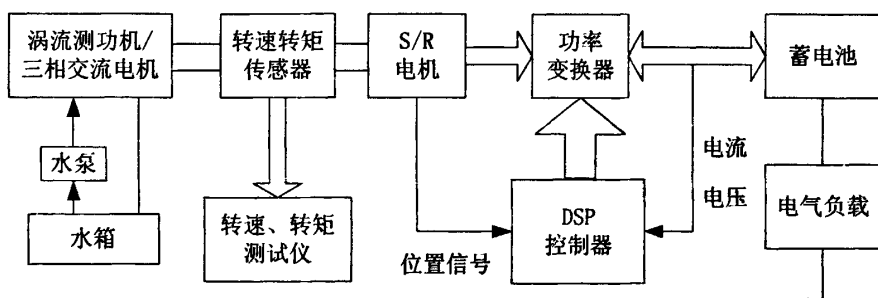 涡流测功机/
三相交流电机
转速转矩
传感器
S/R
电机
功率
变换器
蓄电池
水泵
水箱
转速、转矩
测试仪
位置信号
DSP
控制器
电流
电压
电气负载